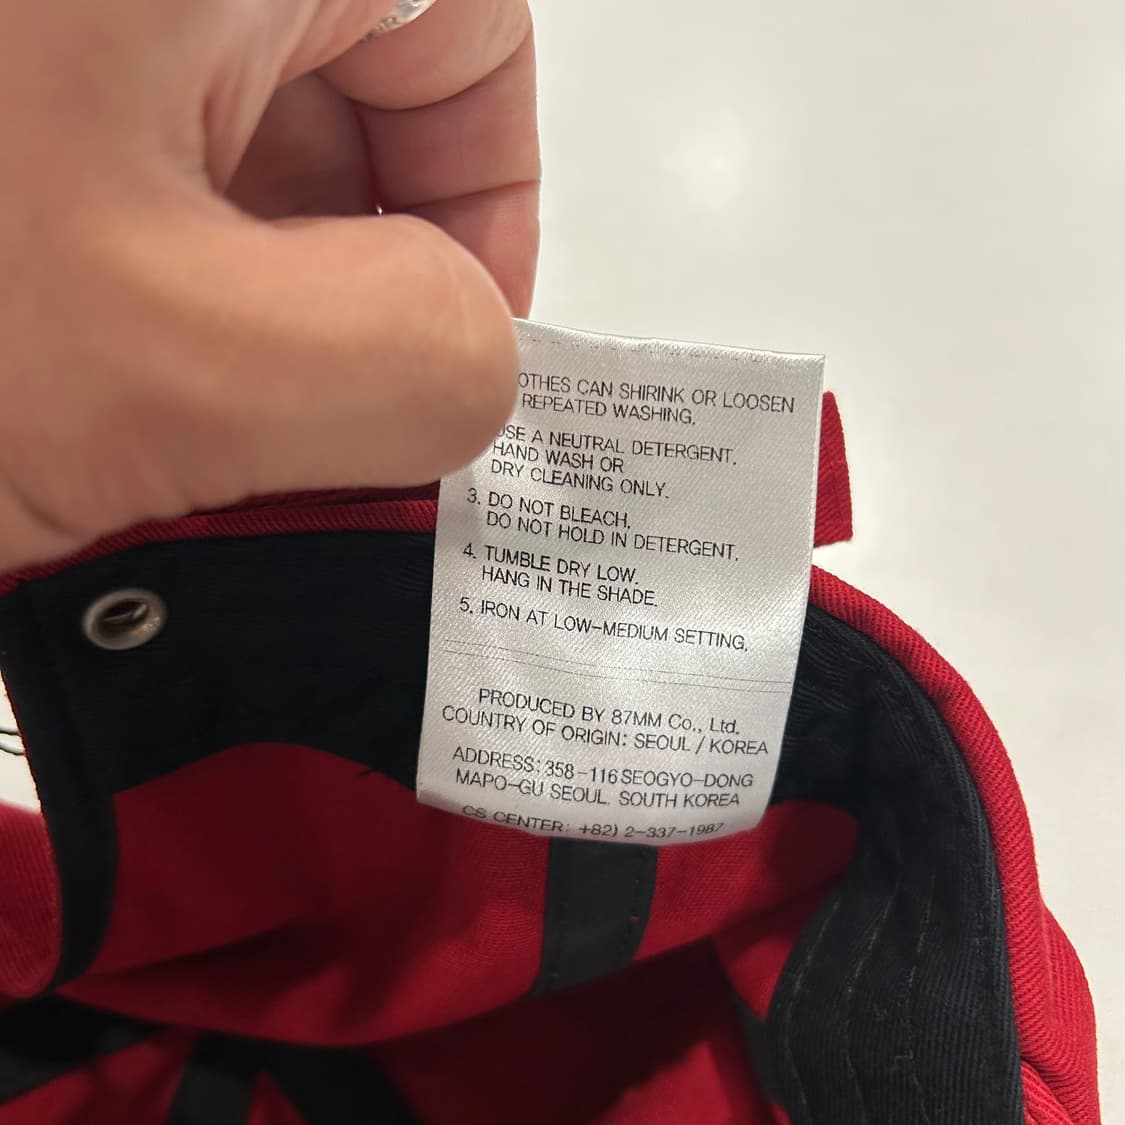 OTHES CAN SHIRINK OR LOOSEN
REPEATED WASHING.
USE A NEUTRAL DETERGENT.
HAND WASH OR
DRY CLEANING ONLY.
3. DO NOT BLEACH.
DO NOT HOLD IN DETERGENT.
4. TUMBLE DRY LOW.
HANG IN THE SHADE.
5. IRON AT LOW-MEDIUM SETTING.
PRODUCED BY 87MM Co., Ltd.
COUNTRY OF ORIGIN: SEOUL / KOREA
ADDRESS: 358-116 SEOGYO-DONG
MAPO-GU SEOUL. SOUTH KOREA
CS CENTER: +82) 2-337-1987